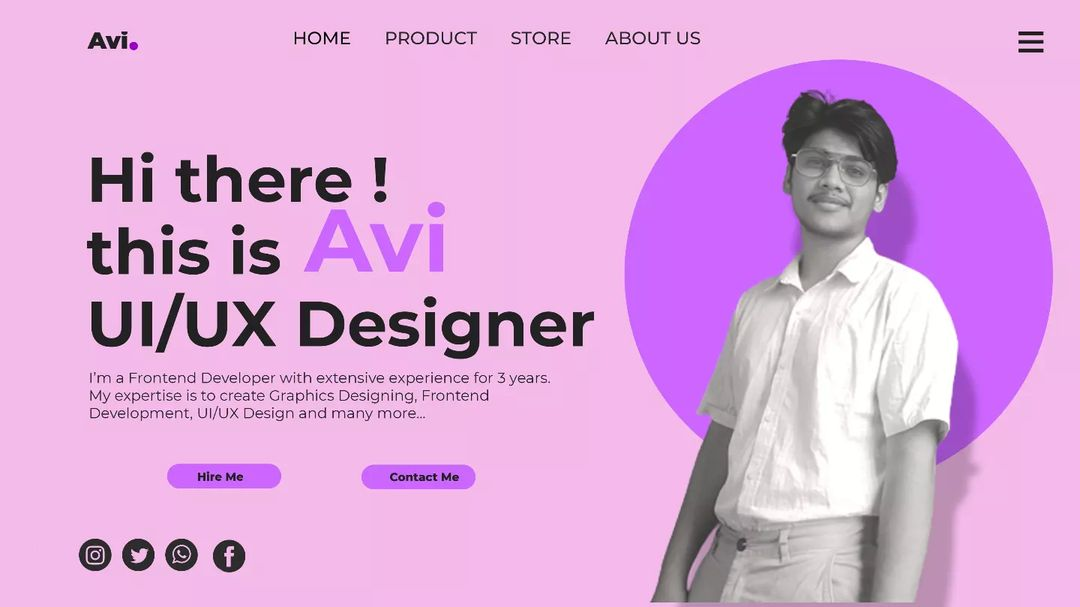 Avi.
HOME PRODUCT STORE ABOUT US
Hi there !
this is Avi
UI/UX Designer
I'm a Frontend Developer with extensive experience for 3 years.
My expertise is to create Graphics Designing, Frontend
Development, UI/UX Design and many more...
Hire Me Contact Me